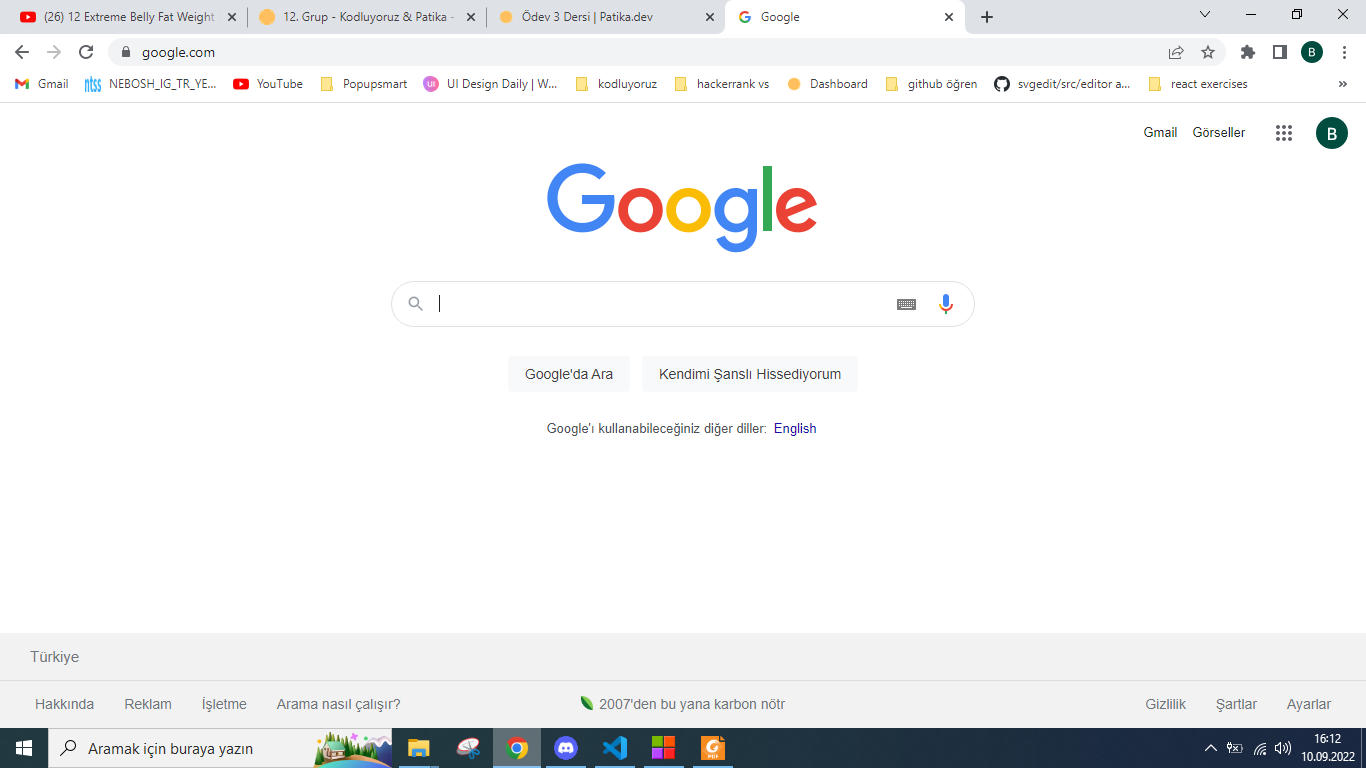 (26) 12 Extreme Belly Fat Weight
12. Grup - Kodluyoruz & Patika -
Ödev 3 Dersi | Patika.dev
Google
google.com
B
Gmail
ntss NEBOSH_IG_TR_YE...
YouTube
Popupsmart
UI UI Design Daily | W...
kodluyoruz
hackerrank vs
Dashboard
github öğren
svgedit/src/editor a...
react exercises
»
Gmail Görseller B
Google
Google'da Ara Kendimi Şanslı Hissediyorum
Google'ı kullanabileceğiniz diğer diller: English
Türkiye
Hakkında Reklam İşletme Arama nasıl çalışır? 2007'den bu yana karbon nötr Gizlilik Şartlar Ayarlar
Aramak için buraya yazın
G PDF
16:12
10.09.2022